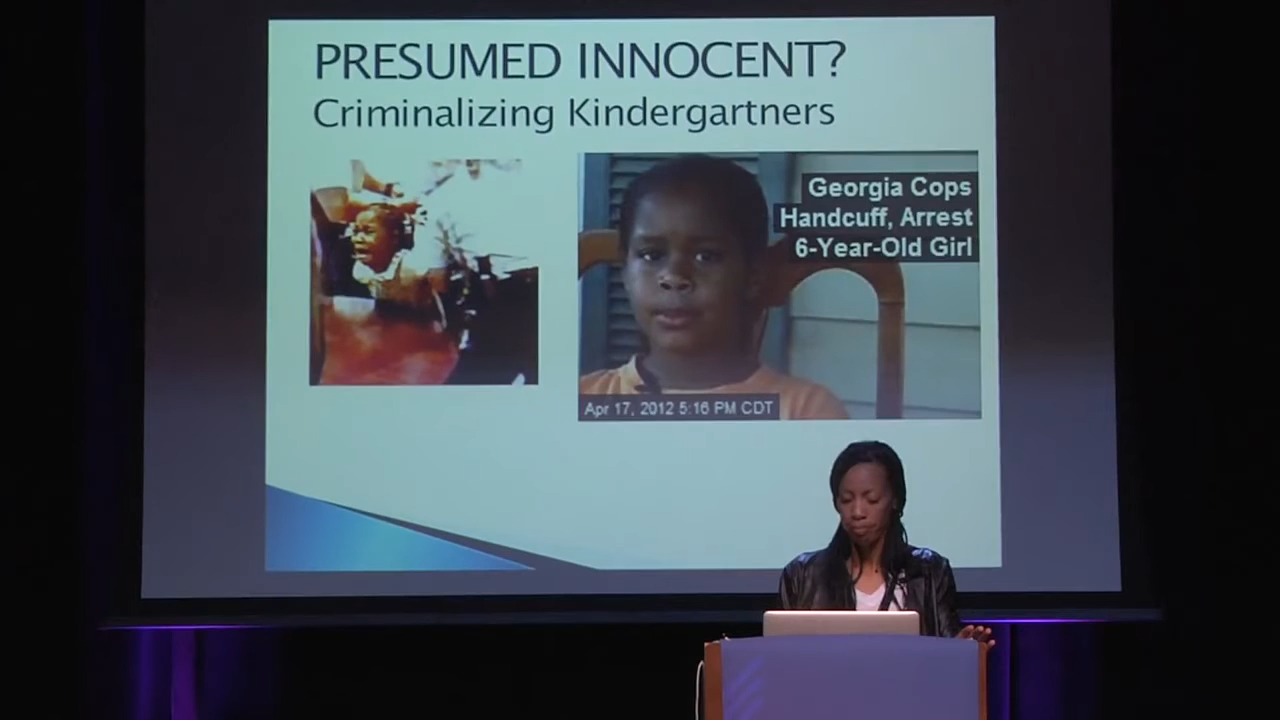 PRESUMED INNOCENT?
Criminalizing Kindergartners
Georgia Cops
Handcuff, Arrest
6-Year-Old Girl
Apr 17, 2012 5:16 PM CDT